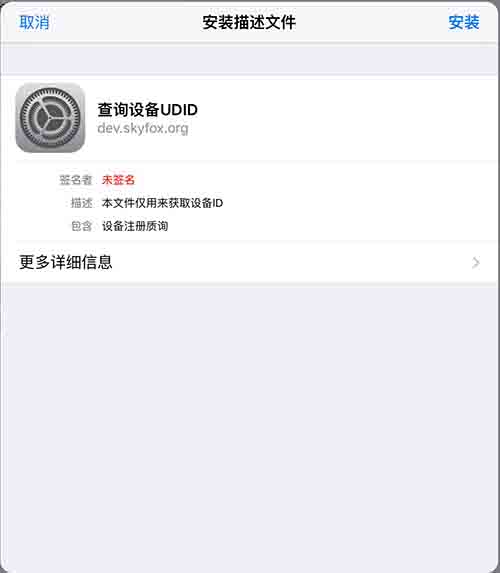 取消 安装描述文件 安装
查询设备UDID
dev.skyfox.org
签名者 未签名
描述 本文件仅用来获取设备ID
包含 设备注册质询
更多详细信息